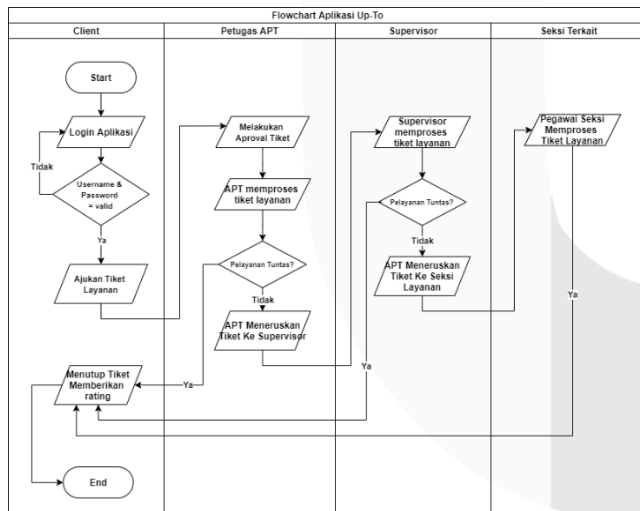 Flowchart Aplikasi Up-To
Client
Petugas APT
Supervisor
Seksi Terkait
Start
Login Aplikasi
Tidak
Username &
Password
= valid
Ya
Ajukan Tiket
Layanan
Menutup Tiket
Memberikan
rating
End
Melakukan
Aproval Tiket
APT memproses
tiket layanan
Pelayanan Tuntas?
Tidak
APT Meneruskan
Tiket Ke Supervisor
Ya
Supervisor
memproses
tiket layanan
Pelayanan Tuntas?
Tidak
APT Meneruskan
Tiket Ke Seksi
Layanan
Ya
Pegawai Seksi
Memproses
Tiket Layanan
Ya